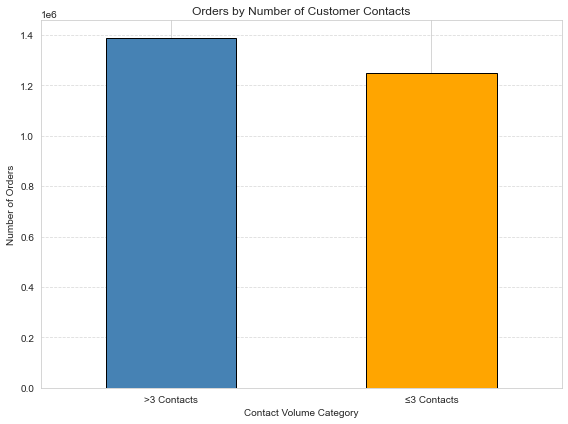 Orders by Number of Customer Contacts
1e6
1.4
1.2
1.0
0.8
0.6
0.4
0.2
0.0
Number of Orders
>3 Contacts
≤3 Contacts
Contact Volume Category